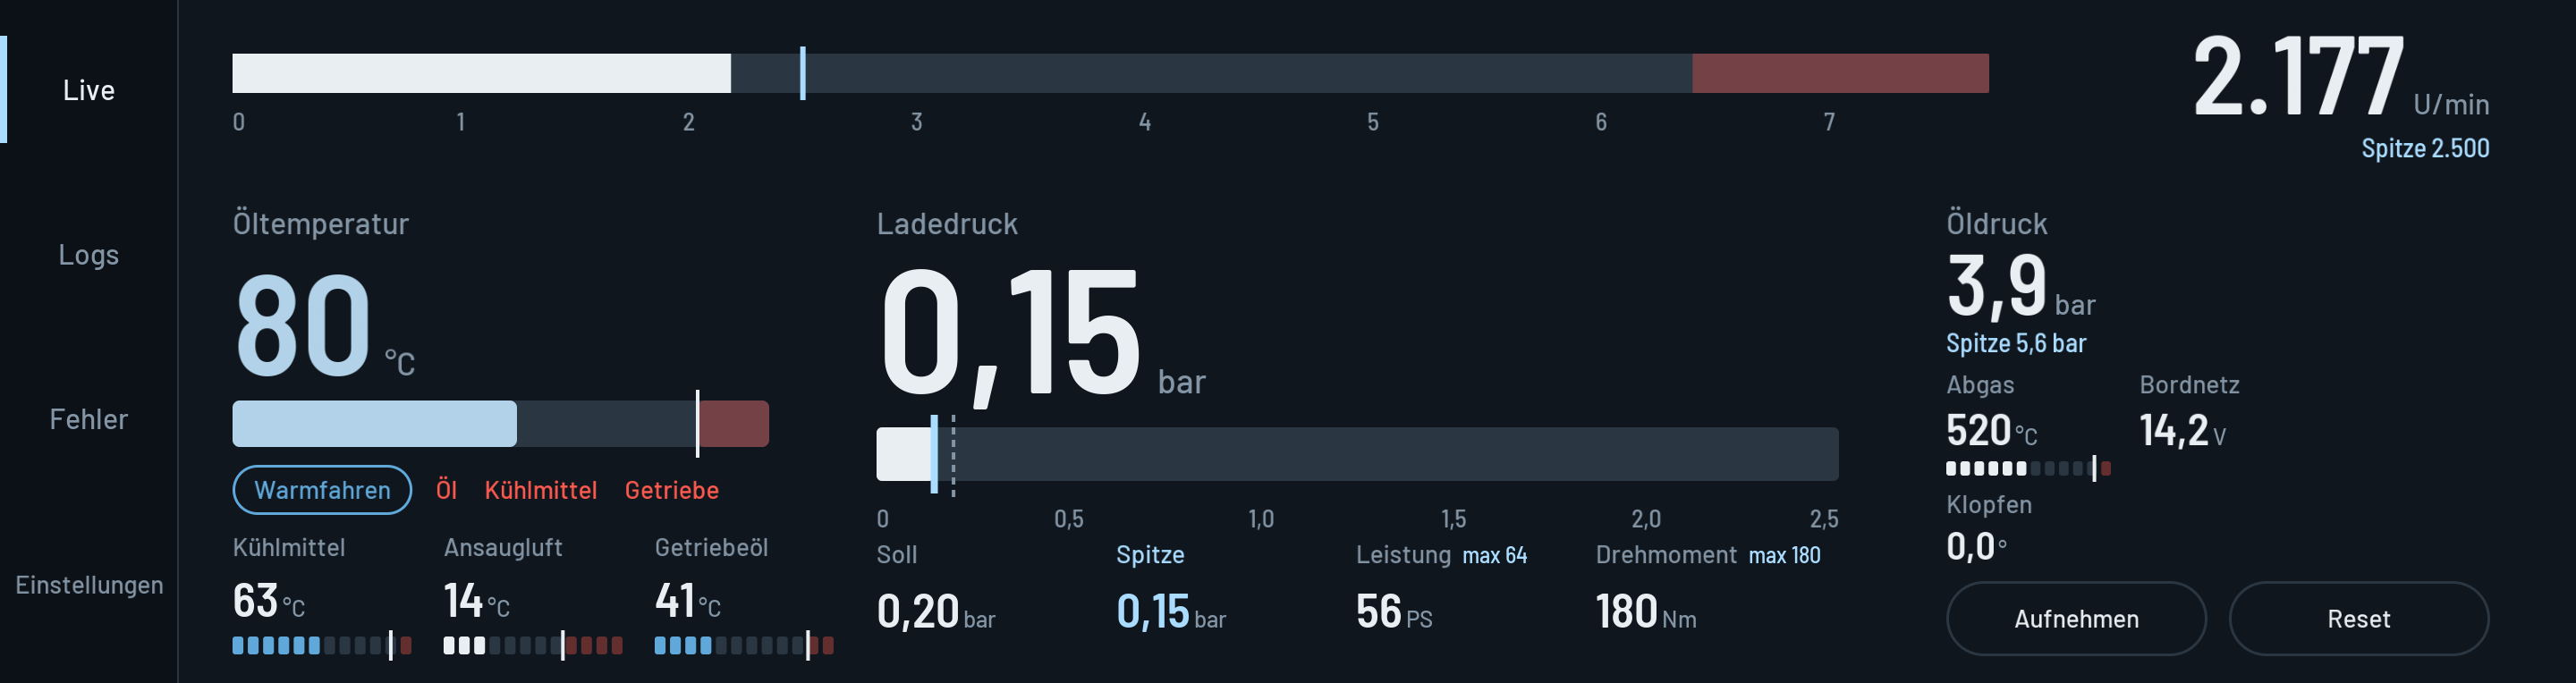 Live
Logs
Fehler
Einstellungen
0 1 2 3 4 5 6 7
2.177 U/min
Spitze 2.500
Öltemperatur
80 °C
Warmfahren Öl Kühlmittel Getriebe
Kühlmittel Ansaugluft Getriebeöl
63 °C 14 °C 41 °C
Ladedruck
0,15 bar
0 0,5 1,0 1,5 2,0 2,5
Soll Spitze Leistung max 64 Drehmoment max 180
0,20 bar 0,15 bar 56 PS 180 Nm
Öldruck
3,9 bar
Spitze 5,6 bar
Abgas Bordnetz
520 °C 14,2 V
Klopfen
0,0 °
Aufnehmen Reset